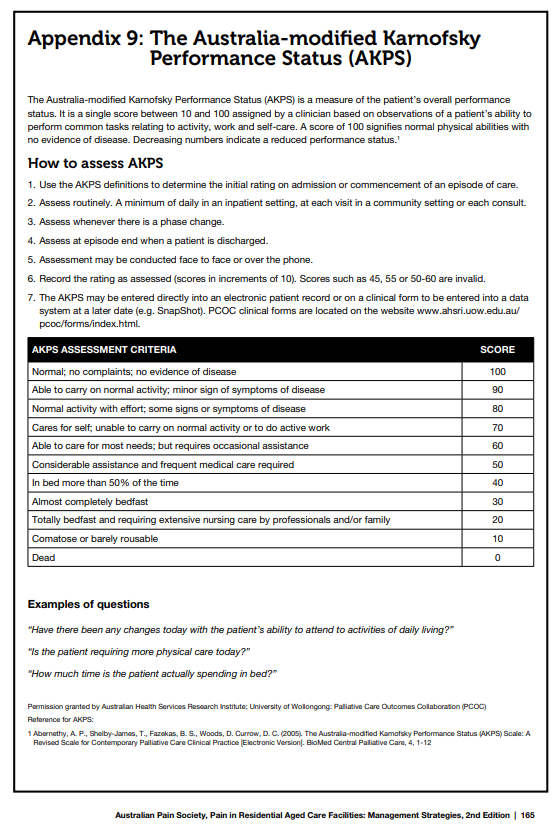 Appendix 9: The Australia-modified Karnofsky
Performance Status (AKPS)
The Australia-modified Karnofsky Performance Status (AKPS) is a measure of the patient's overall performance
status. It is a single score between 10 and 100 assigned by a clinician based on observations of a patient's ability to
perform common tasks relating to activity, work and self-care. A score of 100 signifies normal physical abilities with
no evidence of disease. Decreasing numbers indicate a reduced performance status.¹
How to assess AKPS
1. Use the AKPS definitions to determine the initial rating on admission or commencement of an episode of care.
2. Assess routinely. A minimum of daily in an inpatient setting, at each visit in a community setting or each consult.
3. Assess whenever there is a phase change.
4. Assess at episode end when a patient is discharged.
5. Assessment may be conducted face to face or over the phone.
6. Record the rating as assessed (scores in increments of 10). Scores such as 45, 55 or 50-60 are invalid.
7. The AKPS may be entered directly into an electronic patient record or on a clinical form to be entered into a data
system at a later date (e.g. SnapShot). PCOC clinical forms are located on the website www.ahsri.uow.edu.au/
pcoc/forms/index.html.
AKPS ASSESSMENT CRITERIA SCORE
Normal; no complaints; no evidence of disease 100
Able to carry on normal activity; minor sign of symptoms of disease 90
Normal activity with effort; some signs or symptoms of disease 80
Cares for self; unable to carry on normal activity or to do active work 70
Able to care for most needs; but requires occasional assistance 60
Considerable assistance and frequent medical care required 50
In bed more than 50% of the time 40
Almost completely bedfast 30
Totally bedfast and requiring extensive nursing care by professionals and/or family 20
Comatose or barely rousable 10
Dead 0
Examples of questions
"Have there been any changes today with the patient's ability to attend to activities of daily living?"
"Is the patient requiring more physical care today?"
"How much time is the patient actually spending in bed?"
Permission granted by Australian Health Services Research Institute; University of Wollongong: Palliative Care Outcomes Collaboration (PCOC)
Reference for AKPS:
1 Abernethy, A. P., Shelby-James, T., Fazekas, B. S., Woods, D. Currow, D. C. (2005). The Australia-modified Karnofsky Performance Status (AKPS) Scale: A
Revised Scale for Contemporary Palliative Care Clinical Practice [Electronic Version]. BioMed Central Palliative Care, 4, 1-12
Australian Pain Society, Pain in Residential Aged Care Facilities: Management Strategies, 2nd Edition | 165